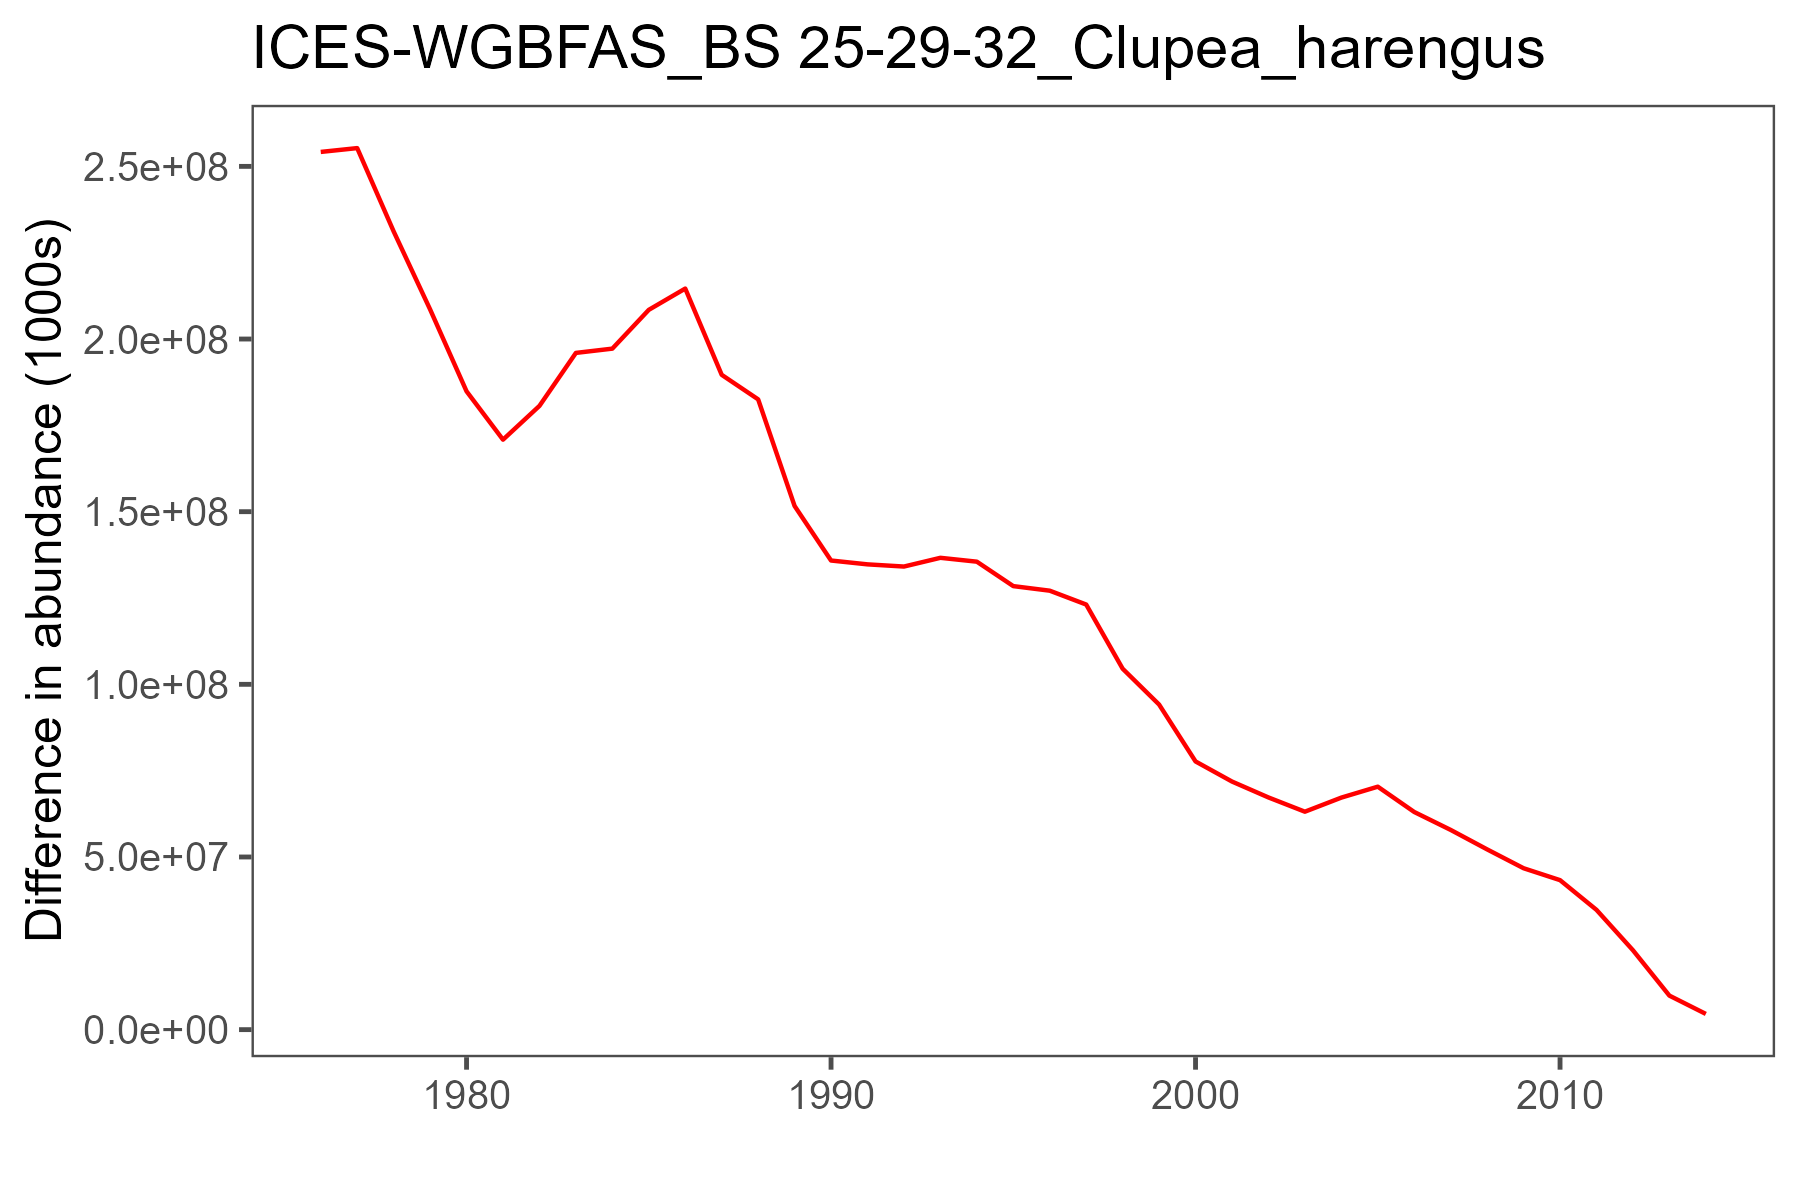 ICES-WGBFAS_BS 25-29-32_Clupea_harengus
Difference in abundance (1000s)
2.5e+08
2.0e+08
1.5e+08
1.0e+08
5.0e+07
0.0e+00
1980 1990 2000 2010